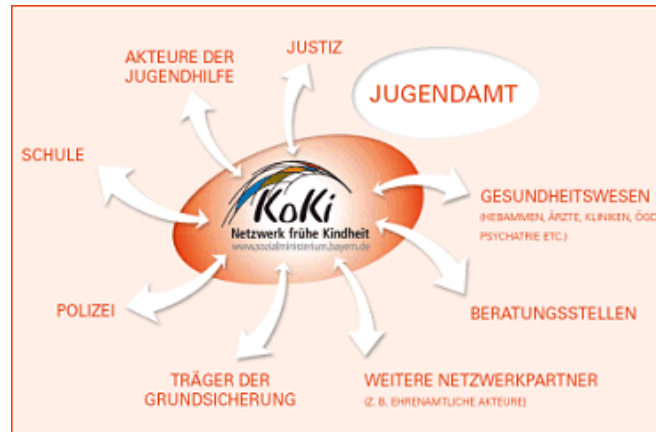 JUSTIZ
AKTEURE DER
JUGENDHILFE
JUGENDAMT
SCHULE
KoKi
Netzwerk frühe Kindheit
www.sozialministerium.bayern.de
GESUNDHEITSWESEN
(HEBAMMEN, ÄRZTE, KLINIKEN, ÖGD
PSYCHATRIE ETC.)
POLIZEI
BERATUNGSSTELLEN
TRÄGER DER
GRUNDSICHERUNG
WEITERE NETZWERKPARTNER
(Z. B. EHRENAMTLICHE AKTEURE)